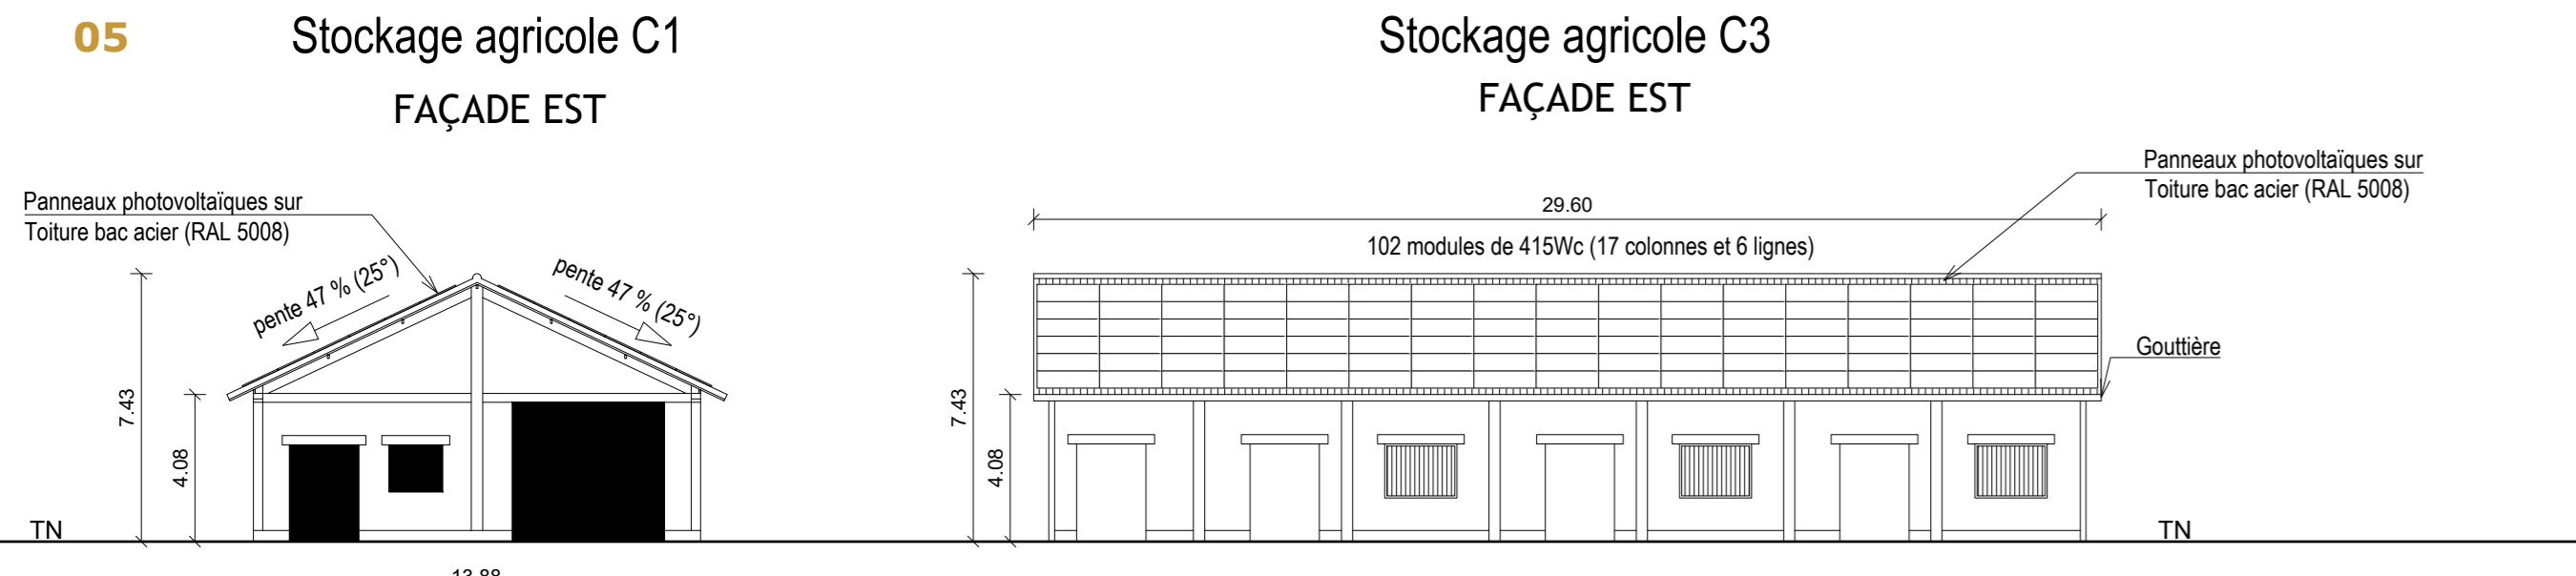 05
Stockage agricole C1
FAÇADE EST
Panneaux photovoltaïques sur
Toiture bac acier (RAL 5008)
pente 47 % (25°)
pente 47 % (25°)
7.43
4.08
TN
13.88
Stockage agricole C3
FAÇADE EST
Panneaux photovoltaïques sur
Toiture bac acier (RAL 5008)
29.60
102 modules de 415Wc (17 colonnes et 6 lignes)
Gouttière
7.43
4.08
TN